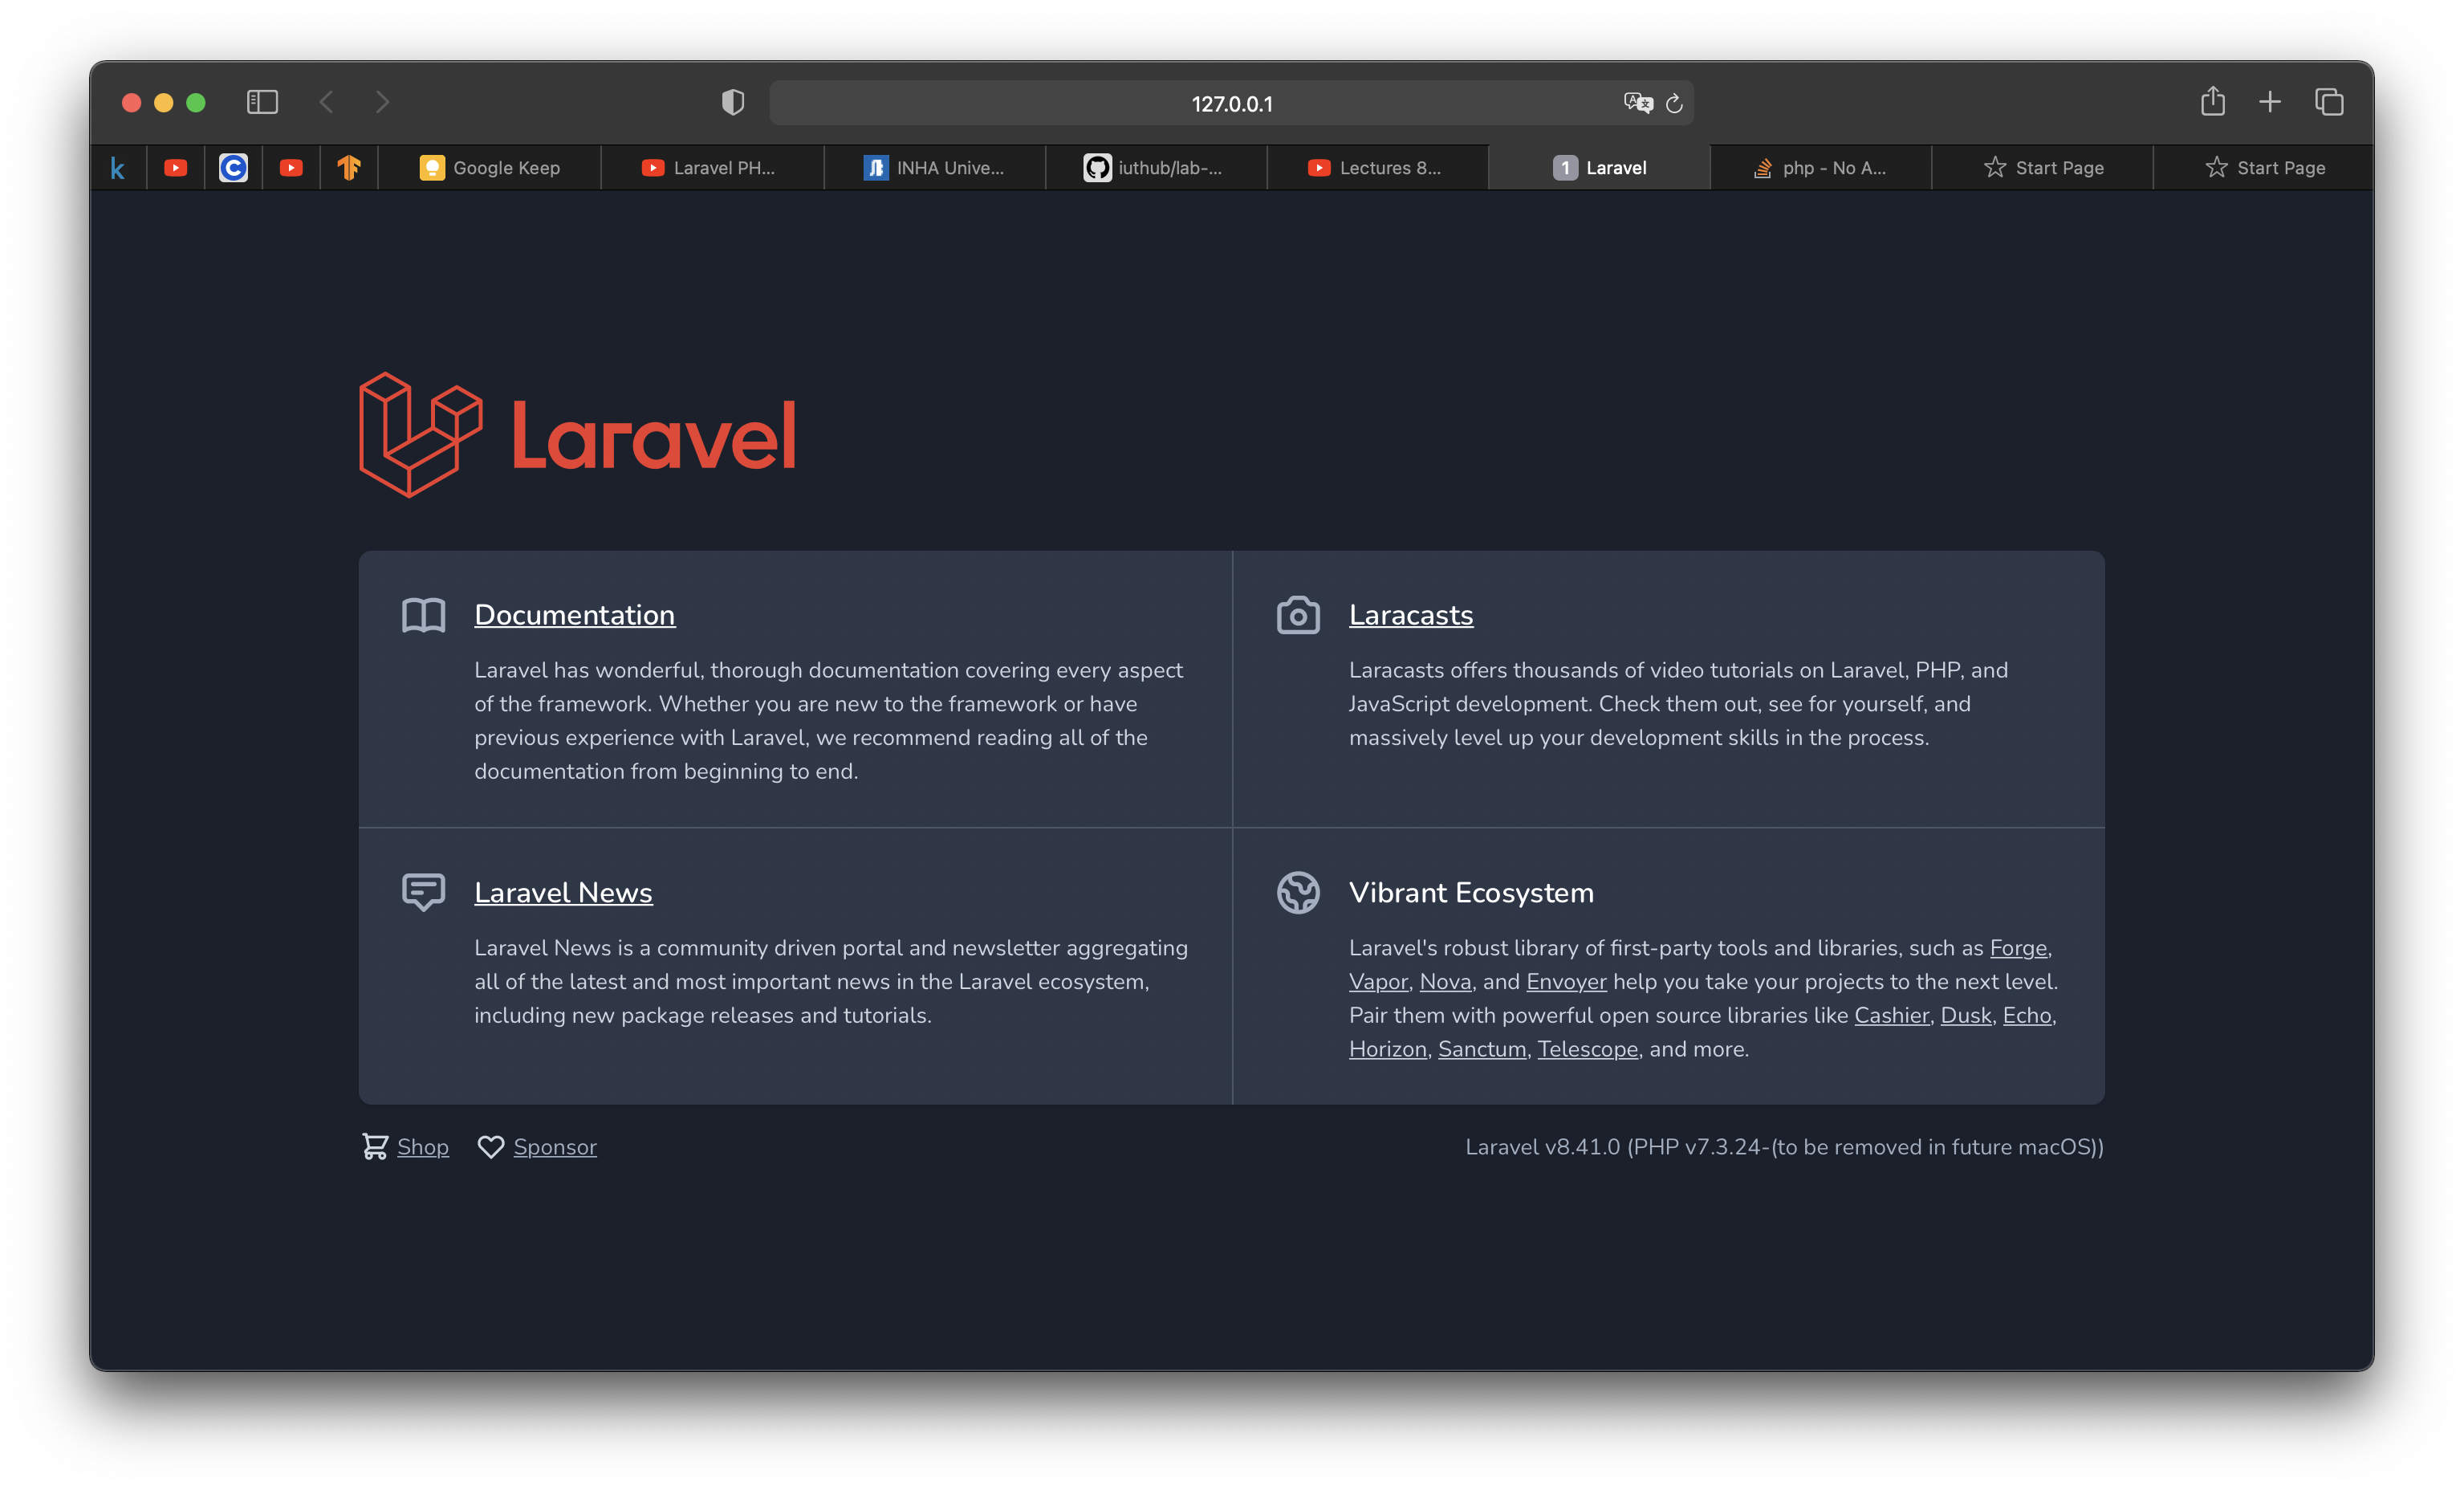 127.0.0.1
Google Keep
Laravel PH...
INHA Unive...
iuthub/lab-...
Lectures 8...
1 Laravel
php - No A...
Start Page
Start Page
Laravel
Documentation
Laravel has wonderful, thorough documentation covering every aspect
of the framework. Whether you are new to the framework or have
previous experience with Laravel, we recommend reading all of the
documentation from beginning to end.
Laracasts
Laracasts offers thousands of video tutorials on Laravel, PHP, and
JavaScript development. Check them out, see for yourself, and
massively level up your development skills in the process.
Laravel News
Laravel News is a community driven portal and newsletter aggregating
all of the latest and most important news in the Laravel ecosystem,
including new package releases and tutorials.
Vibrant Ecosystem
Laravel's robust library of first-party tools and libraries, such as Forge,
Vapor, Nova, and Envoyer help you take your projects to the next level.
Pair them with powerful open source libraries like Cashier, Dusk, Echo,
Horizon, Sanctum, Telescope, and more.
Shop
Sponsor
Laravel v8.41.0 (PHP v7.3.24-(to be removed in future macOS))